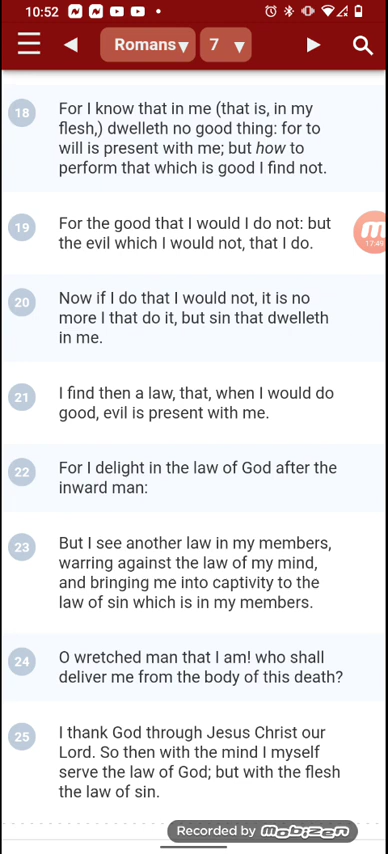 10:52
Romans 7
18 For I know that in me (that is, in my
flesh,) dwelleth no good thing: for to
will is present with me; but how to
perform that which is good I find not.
19 For the good that I would I do not: but
the evil which I would not, that I do.
17:49
20 Now if I do that I would not, it is no
more I that do it, but sin that dwelleth
in me.
21 I find then a law, that, when I would do
good, evil is present with me.
22 For I delight in the law of God after the
inward man:
23 But I see another law in my members,
warring against the law of my mind,
and bringing me into captivity to the
law of sin which is in my members.
24 O wretched man that I am! who shall
deliver me from the body of this death?
25 I thank God through Jesus Christ our
Lord. So then with the mind I myself
serve the law of God; but with the flesh
the law of sin.
Recorded by Mobizen